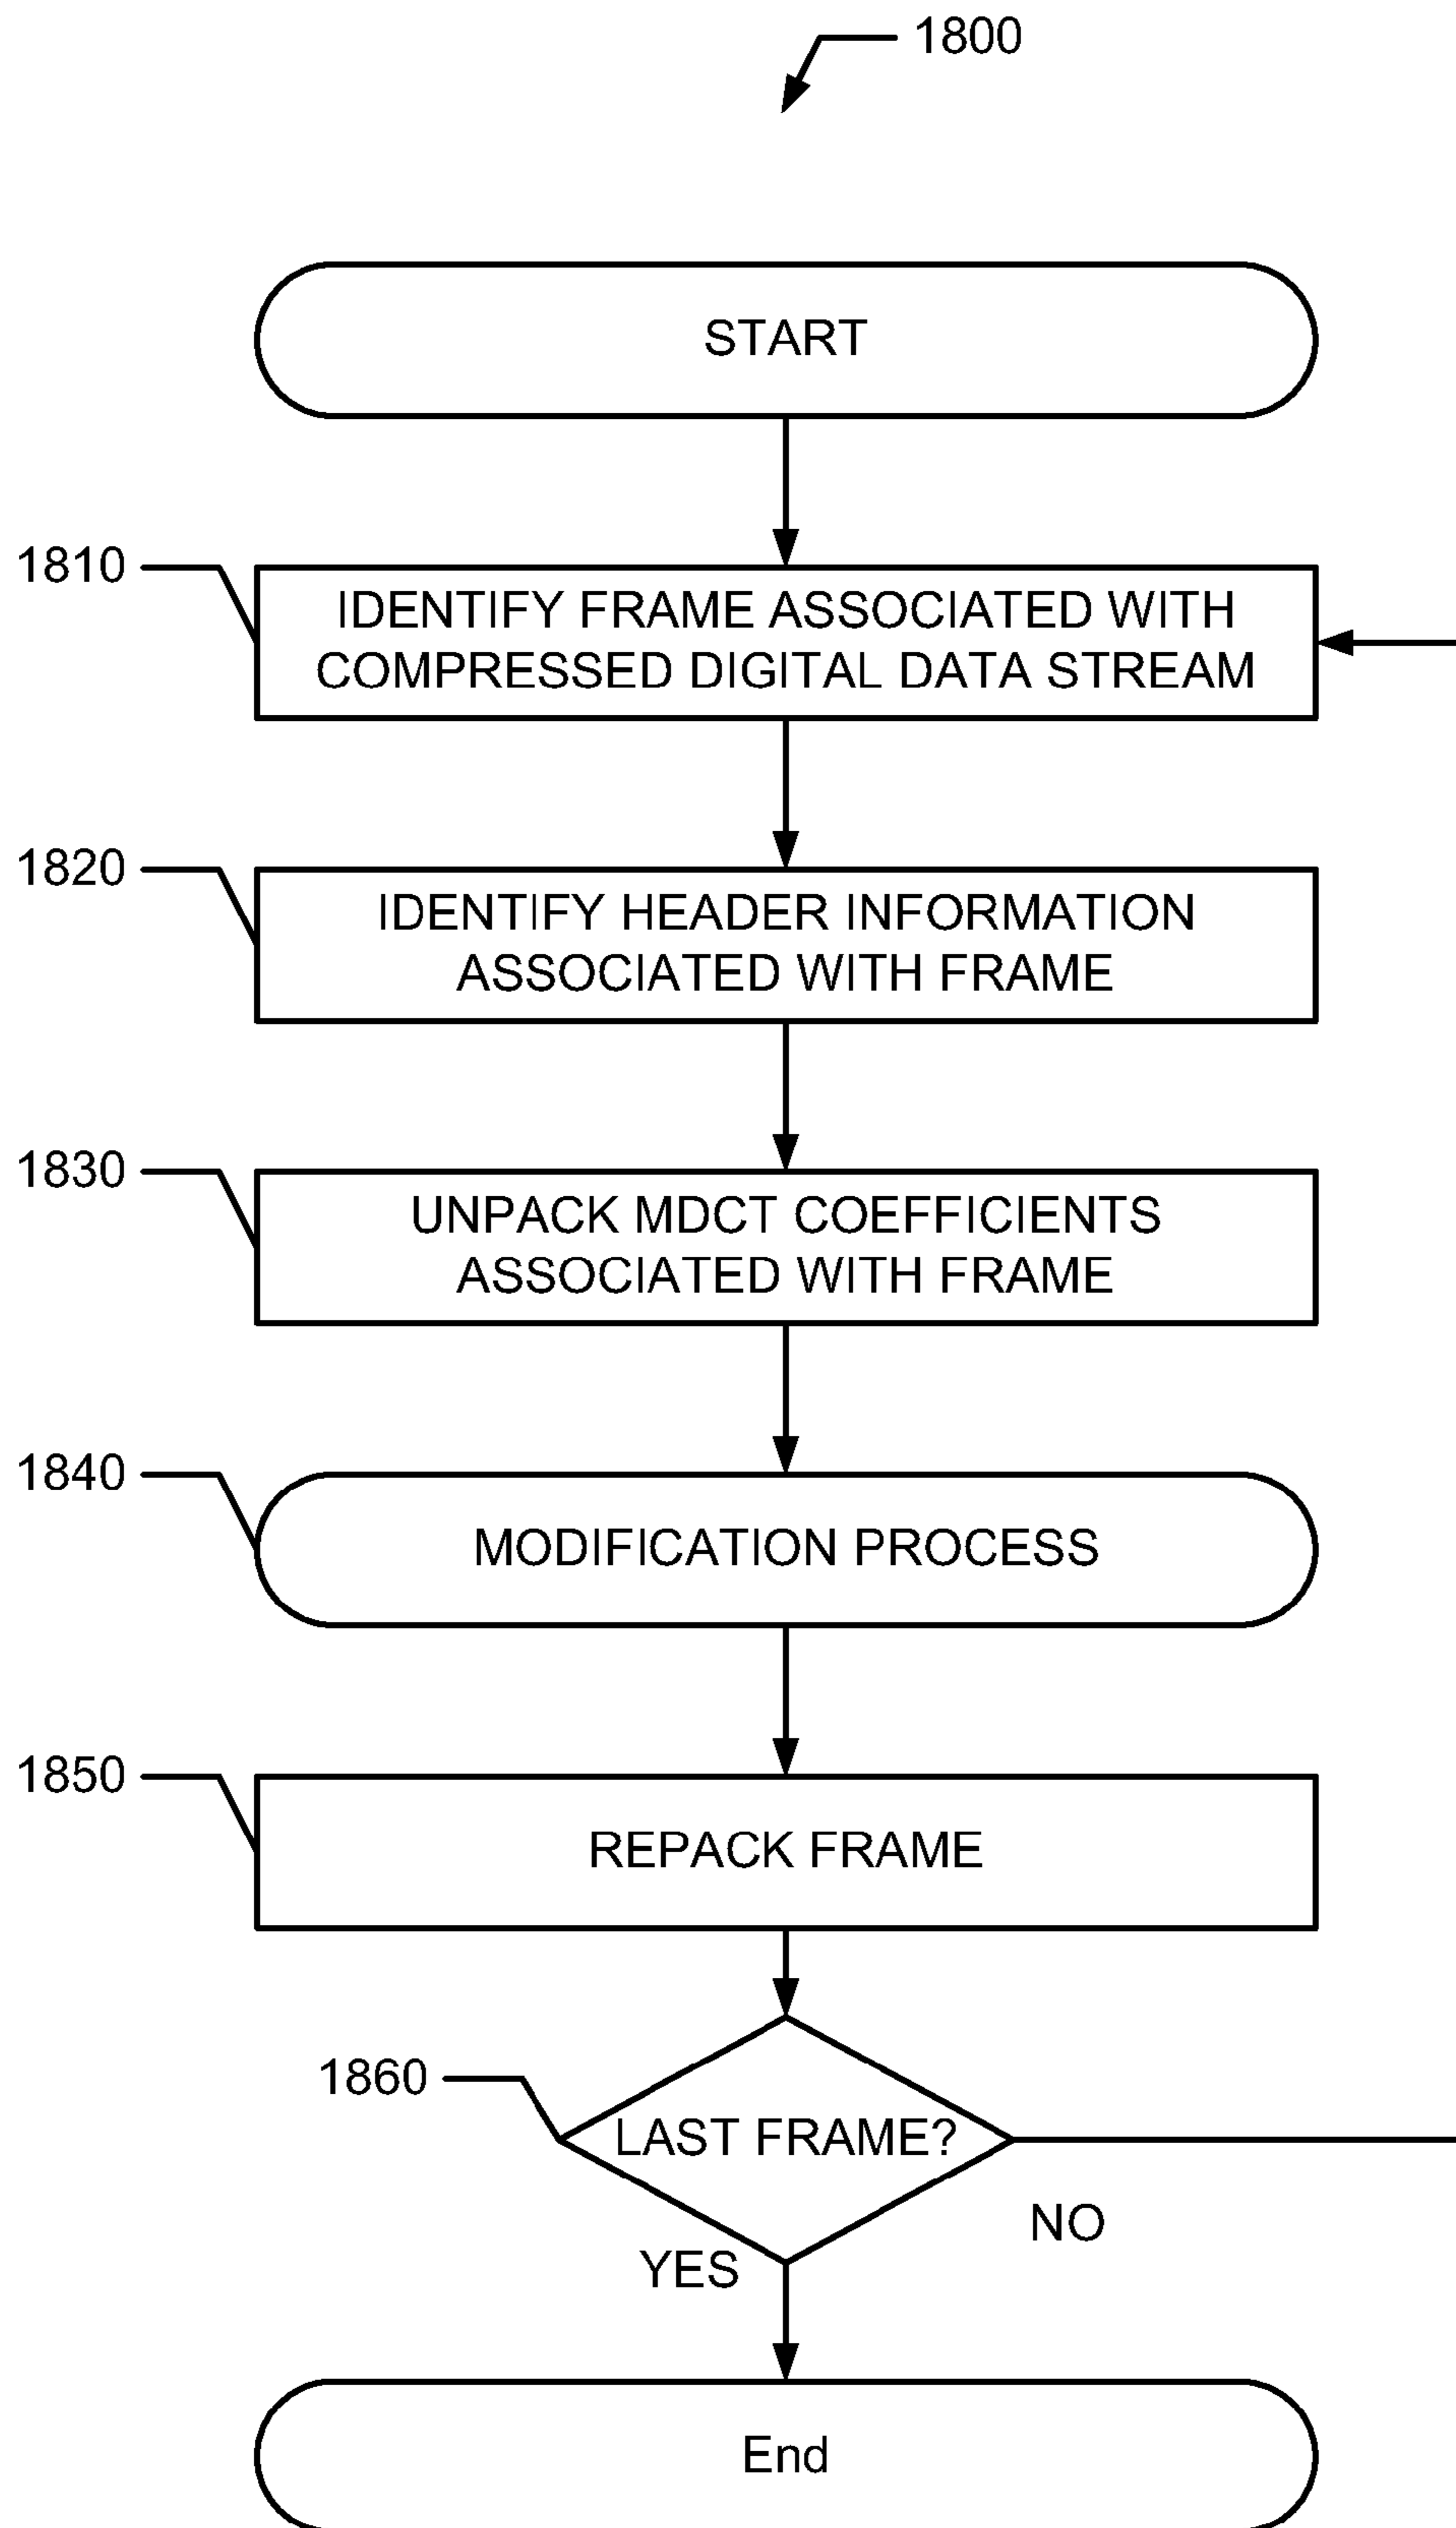 1800
START
1810
IDENTIFY FRAME ASSOCIATED WITH
COMPRESSED DIGITAL DATA STREAM
1820
IDENTIFY HEADER INFORMATION
ASSOCIATED WITH FRAME
1830
UNPACK MDCT COEFFICIENTS
ASSOCIATED WITH FRAME
1840
MODIFICATION PROCESS
1850
REPACK FRAME
1860
LAST FRAME?
NO
YES
End